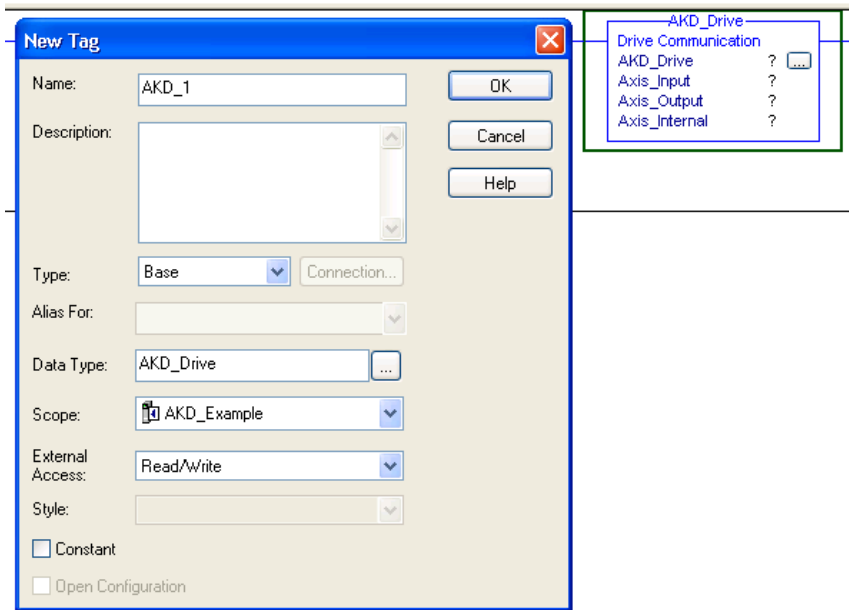 New Tag
Name:
AKD_1
OK
Description:
Cancel
Help
Type:
Base
Connection...
Alias For:
Data Type:
AKD_Drive
...
Scope:
AKD_Example
External
Access:
Read/Write
Style:
Constant
Open Configuration
AKD_Drive
Drive Communication
AKD_Drive ? ...
Axis_Input ?
Axis_Output ?
Axis_Internal ?